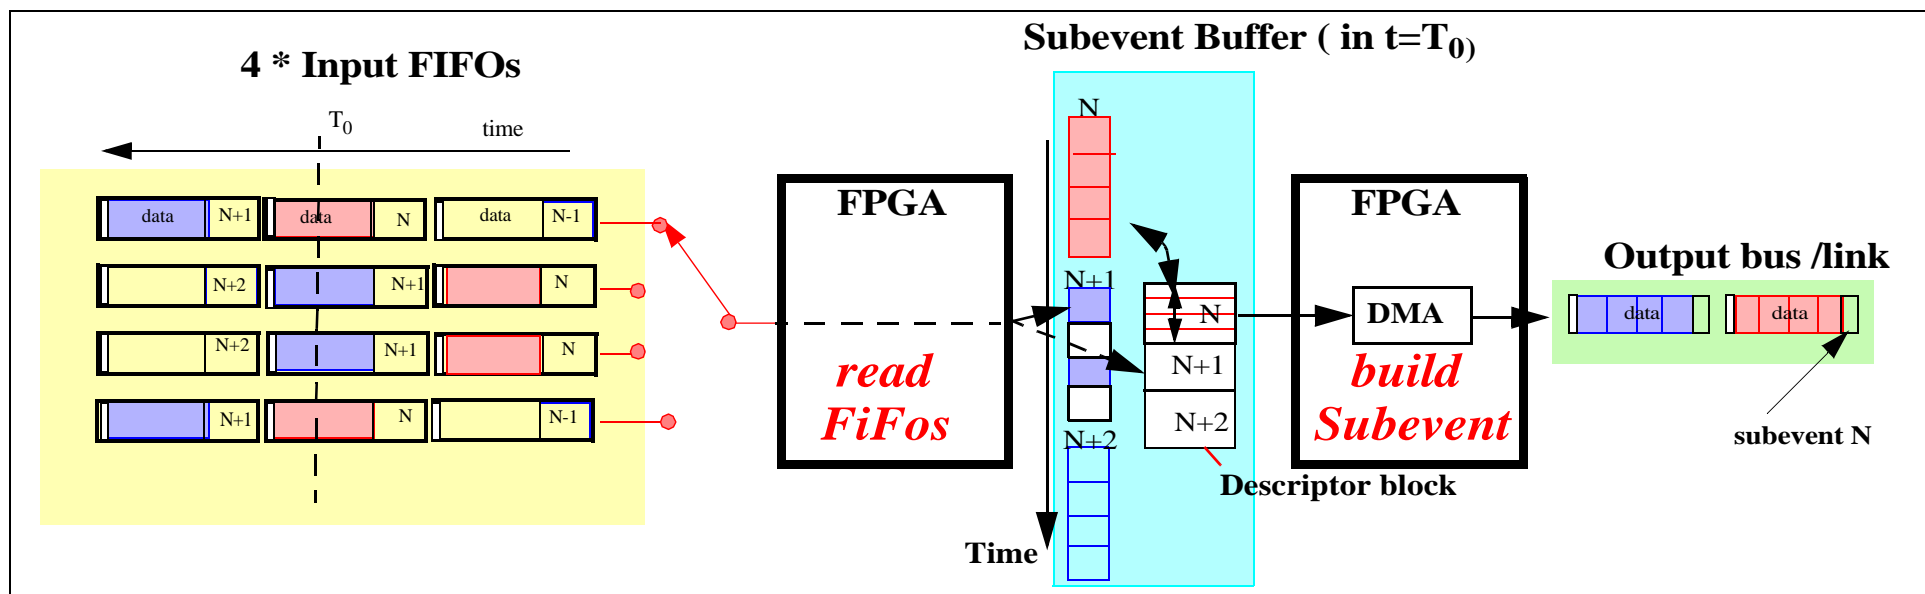 4 * Input FIFOs
T0
time
data
N+1
data
N
data
N-1
N+2
N+1
N
N+2
N+1
N
N+1
N
N-1
FPGA
read
FiFos
Subevent Buffer ( in t=T0)
N
N+1
N+2
Time
N
N+1
N+2
Descriptor block
FPGA
DMA
build
Subevent
Output bus /link
data
data
subevent N